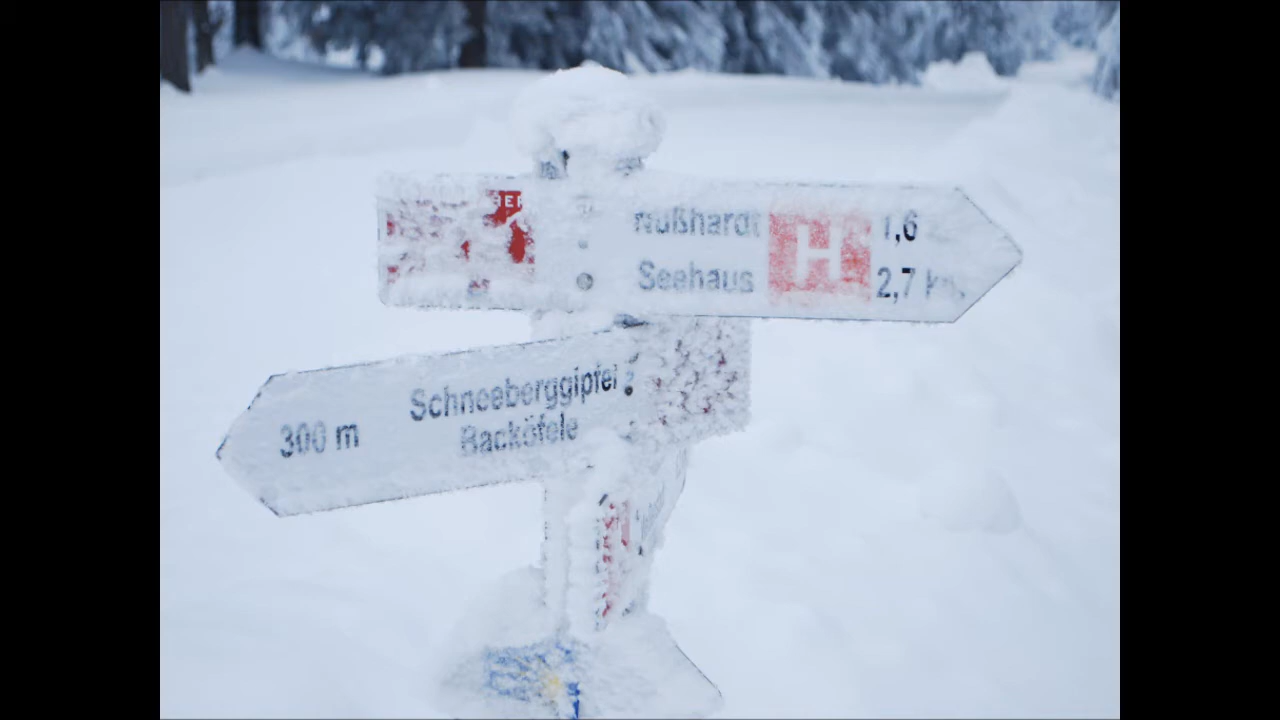 Nußhardt H 1,6
Seehaus 2,7 km
Schneeberggipfel
300 m
Backöfele